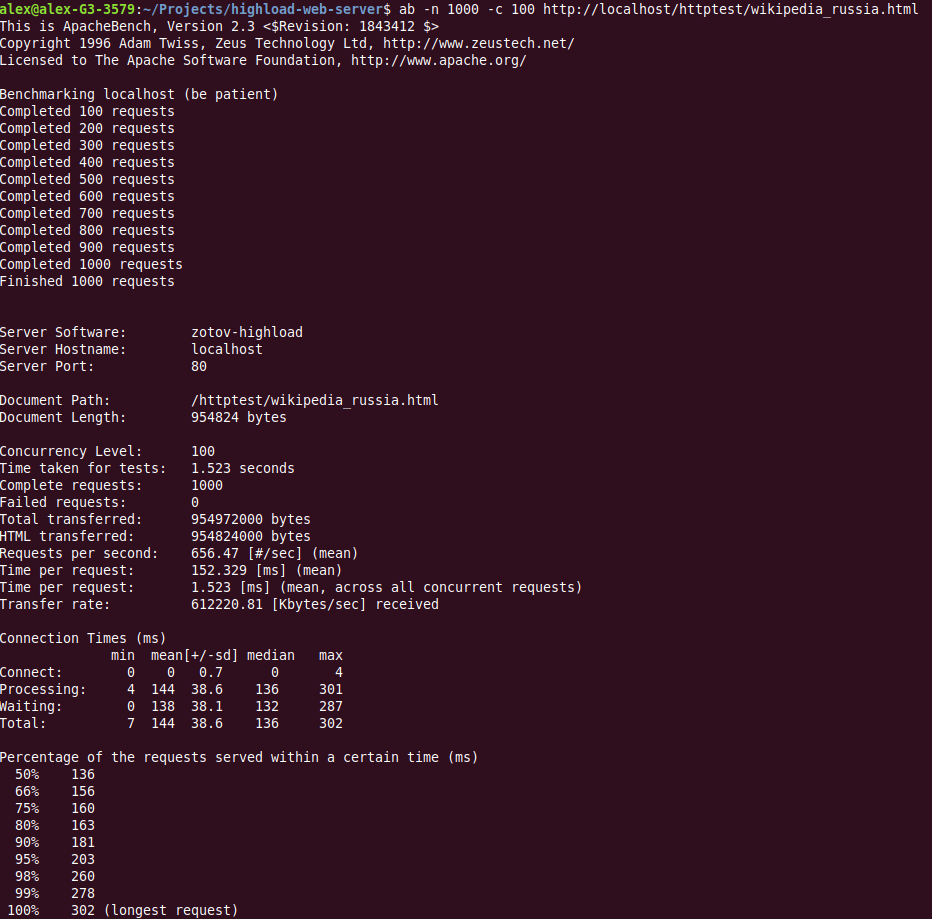 alex@alex-G3-3579:~/Projects/highload-web-server$ ab -n 1000 -c 100 http://localhost/httptest/wikipedia_russia.html
This is ApacheBench, Version 2.3 <$Revision: 1843412 $>
Copyright 1996 Adam Twiss, Zeus Technology Ltd, http://www.zeustech.net/
Licensed to The Apache Software Foundation, http://www.apache.org/

Benchmarking localhost (be patient)
Completed 100 requests
Completed 200 requests
Completed 300 requests
Completed 400 requests
Completed 500 requests
Completed 600 requests
Completed 700 requests
Completed 800 requests
Completed 900 requests
Completed 1000 requests
Finished 1000 requests


Server Software:        zotov-highload
Server Hostname:        localhost
Server Port:            80

Document Path:          /httptest/wikipedia_russia.html
Document Length:        954824 bytes

Concurrency Level:      100
Time taken for tests:   1.523 seconds
Complete requests:      1000
Failed requests:        0
Total transferred:      954972000 bytes
HTML transferred:       954824000 bytes
Requests per second:    656.47 [#/sec] (mean)
Time per request:       152.329 [ms] (mean)
Time per request:       1.523 [ms] (mean, across all concurrent requests)
Transfer rate:          612220.81 [Kbytes/sec] received

Connection Times (ms)
              min  mean[+/-sd] median   max
Connect:        0    0   0.7      0       4
Processing:     4  144  38.6    136     301
Waiting:        0  138  38.1    132     287
Total:          7  144  38.6    136     302

Percentage of the requests served within a certain time (ms)
  50%    136
  66%    156
  75%    160
  80%    163
  90%    181
  95%    203
  98%    260
  99%    278
 100%    302 (longest request)